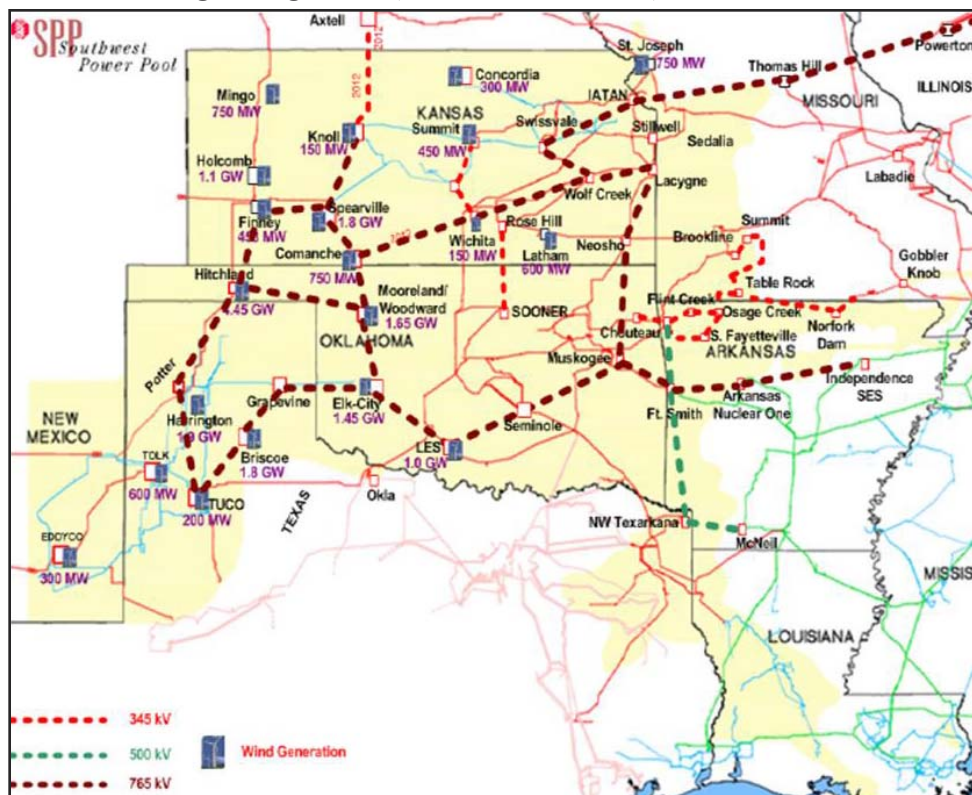 SPP
Southwest
Power Pool
Axtell
2012
St. Joseph
750 MW
Powerton
Thomas Hill
ILLINOIS
MISSOURI
Concordia
300 MW
Mingo
750 MW
IATAN
KANSAS
Swissvale
Summit
450 MW
Knoll
150 MW
2012
Stilwell
Sedalia
Labadie
Holcomb
1.1 GW
Lacygne
Wolf Creek
Finney
Spearville
1.8 GW
Rose Hill
Summit
Wichita
150 MW
Latham
600 MW
Neosho
Brookline
Comanche
750 MW
2012
Gobbler
Knob
Hitchland
Table Rock
Mooreland/
Woodward
1.65 GW
SOONER
Flint Creek
Osage Creek
Chouteau
S. Fayetteville
Norfork
Dam
OKLAHOMA
ARKANSAS
Muskogee
Potter
Independence
SES
Grapevine
Elk-City
1.45 GW
Arkansas
Nuclear One
Harrington
Seminole
Ft. Smith
NEW
MEXICO
Briscoe
1.8 GW
LES
1.0 GW
TOLK
600 MW
TUCO
200 MW
TEXAS
Okla
NW Texarkana
McNeil
EDDYCO
300 MW
MISSIS
LOUISIANA
345 kV
500 kV
765 kV
Wind Generation